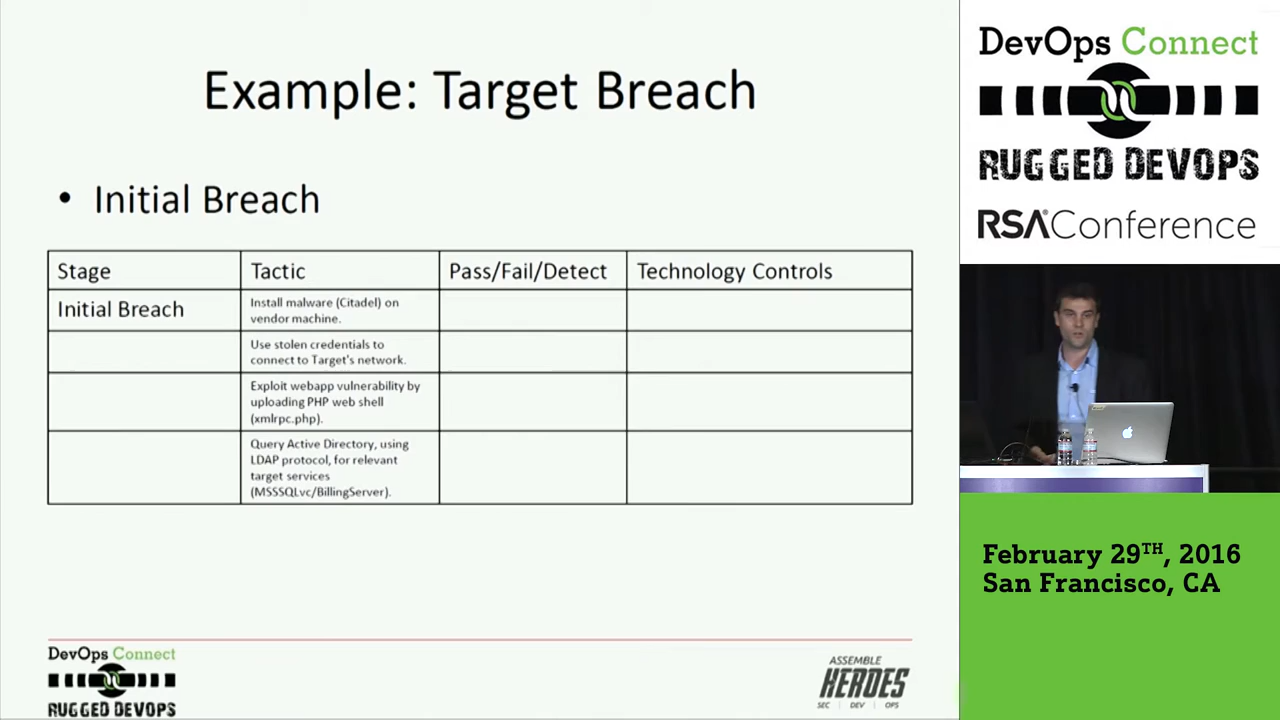 Example: Target Breach
• Initial Breach
Stage
Tactic
Pass/Fail/Detect
Technology Controls
Initial Breach
Install malware (Citadel) on
vendor machine.
Use stolen credentials to
connect to Target's network.
Exploit webapp vulnerability by
uploading PHP web shell
(xmlrpc.php).
Query Active Directory, using
LDAP protocol, for relevant
target services
(MSSSQLvc/BillingServer).
DevOps Connect
RUGGED DEVOPS
ASSEMBLE
HEROES
SEC | DEV | OPS
DevOps Connect
RUGGED DEVOPS
RSAConference
February 29TH, 2016
San Francisco, CA